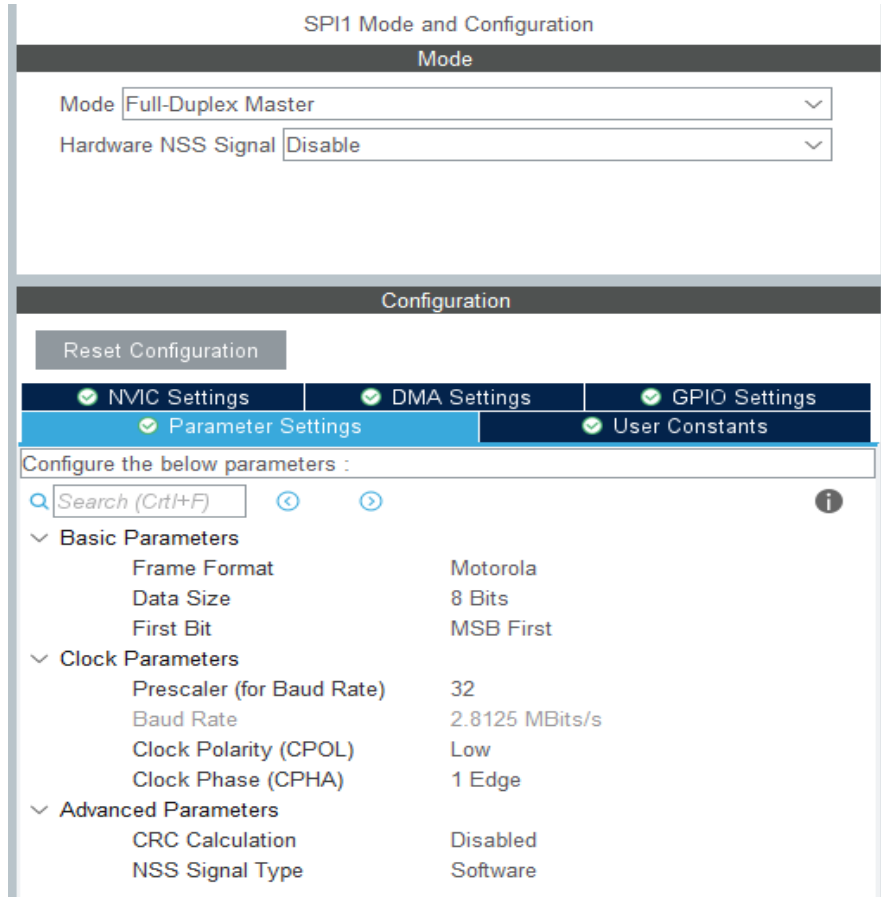 SPI1 Mode and Configuration
Mode
Mode Full-Duplex Master
Hardware NSS Signal Disable
Configuration
Reset Configuration
NVIC Settings DMA Settings GPIO Settings
Parameter Settings User Constants
Configure the below parameters :
Search (Crtl+F)
Basic Parameters
Frame Format Motorola
Data Size 8 Bits
First Bit MSB First
Clock Parameters
Prescaler (for Baud Rate) 32
Baud Rate 2.8125 MBits/s
Clock Polarity (CPOL) Low
Clock Phase (CPHA) 1 Edge
Advanced Parameters
CRC Calculation Disabled
NSS Signal Type Software